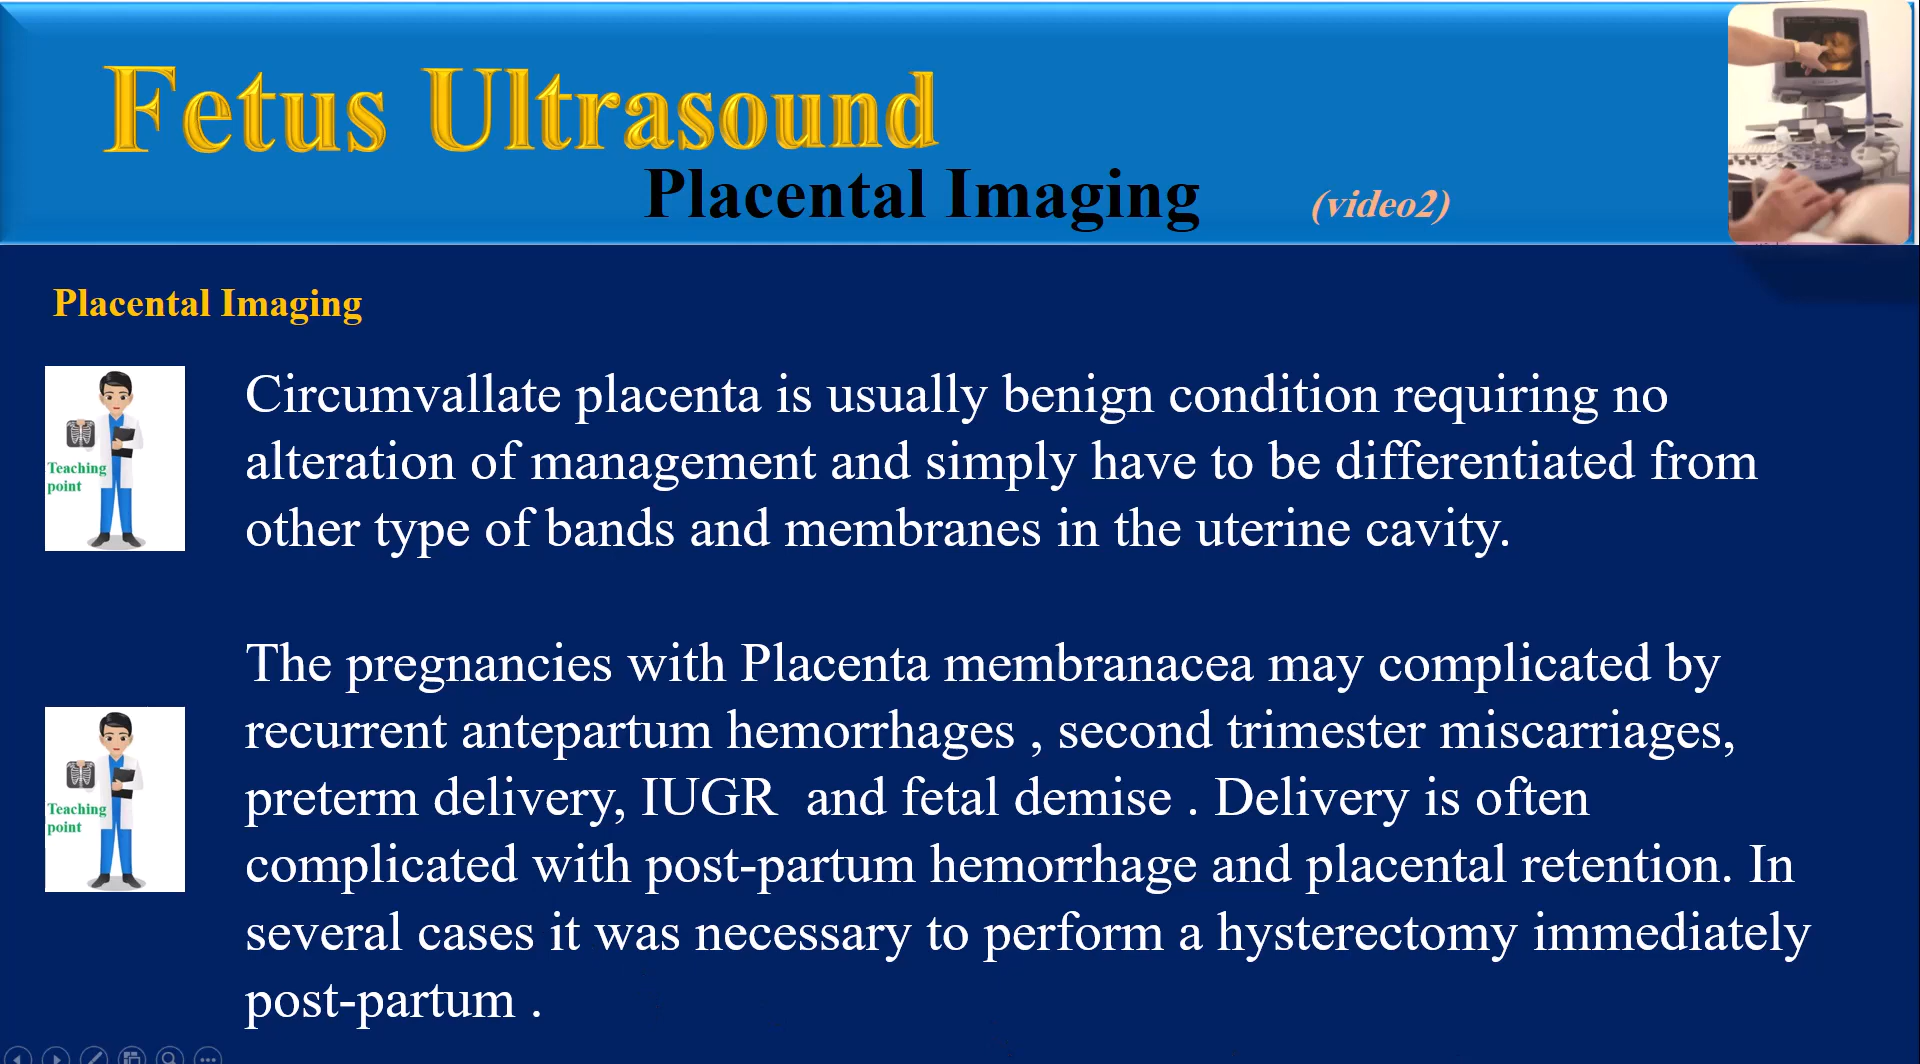 Fetus Ultrasound
Placental Imaging (video2)
Placental Imaging
Teaching
point
Circumvallate placenta is usually benign condition requiring no
alteration of management and simply have to be differentiated from
other type of bands and membranes in the uterine cavity.
Teaching
point
The pregnancies with Placenta membranacea may complicated by
recurrent antepartum hemorrhages , second trimester miscarriages,
preterm delivery, IUGR  and fetal demise . Delivery is often
complicated with post-partum hemorrhage and placental retention. In
several cases it was necessary to perform a hysterectomy immediately
post-partum .